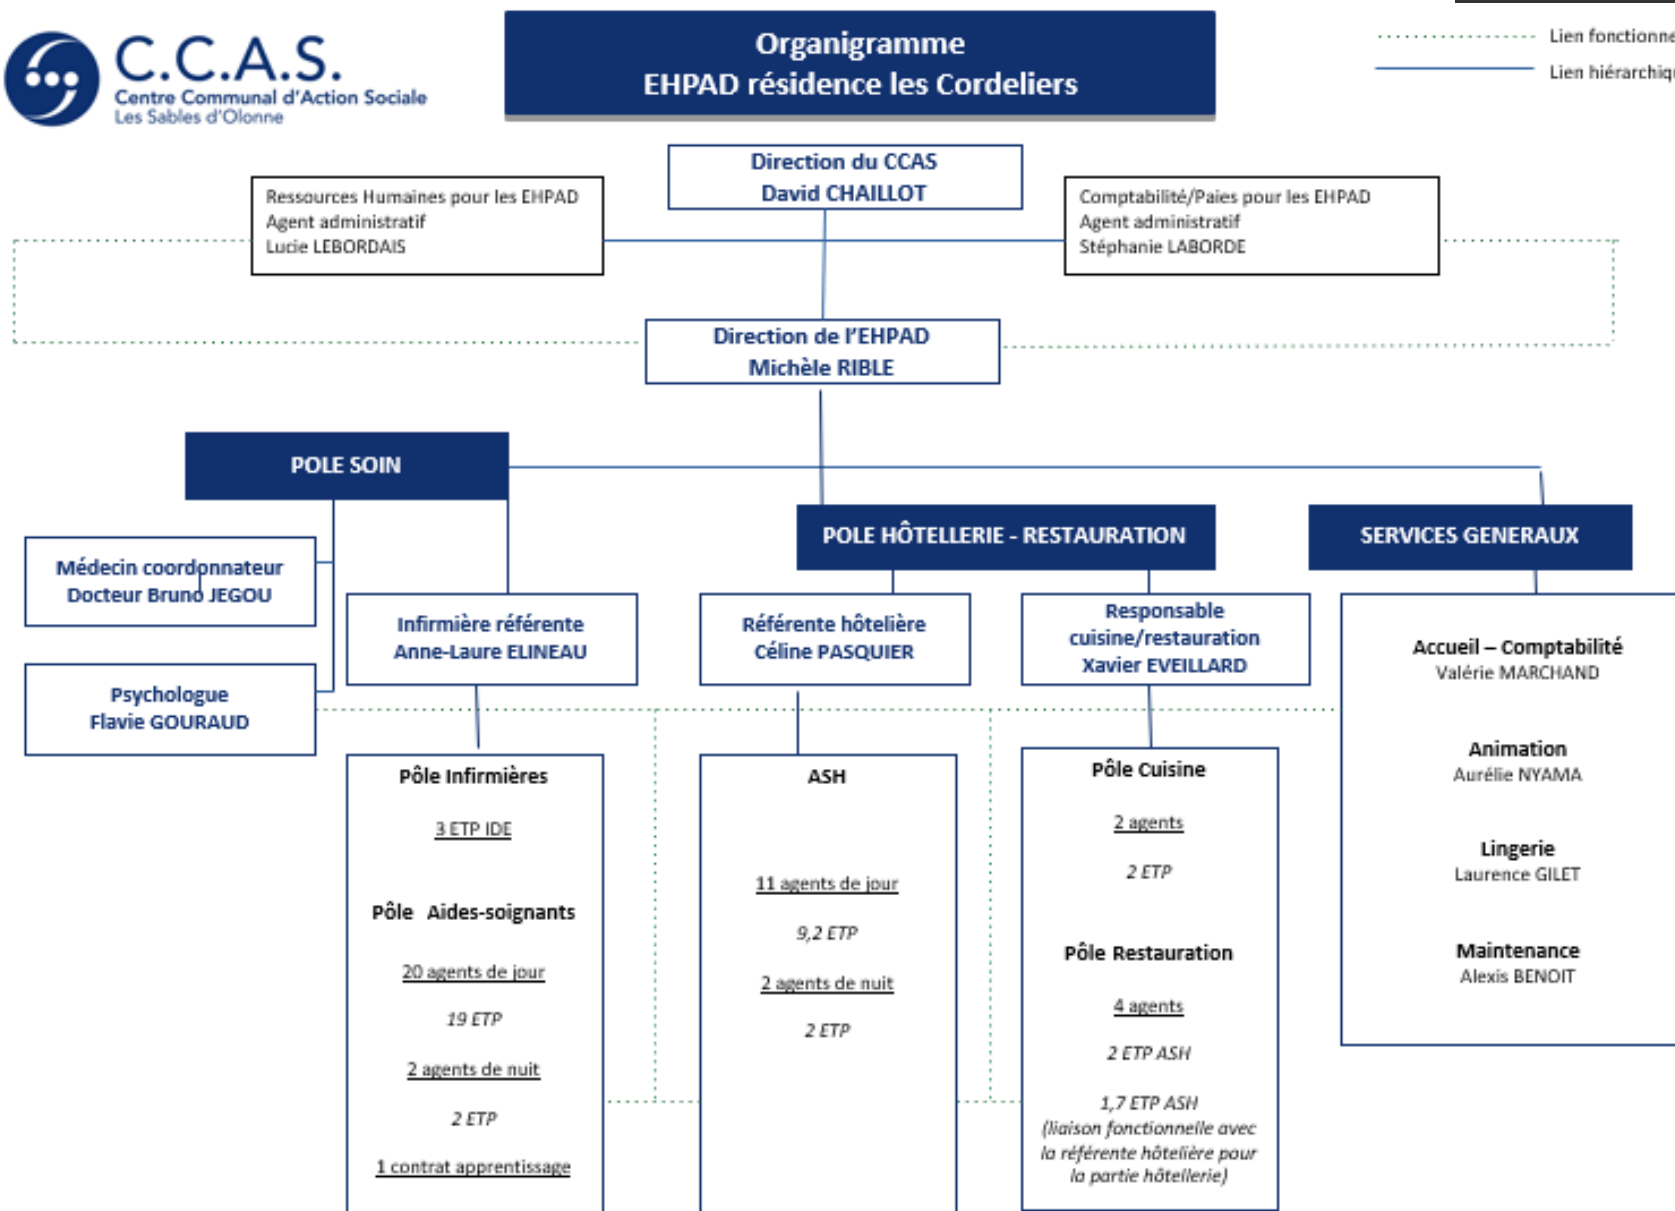 C.C.A.S.
Centre Communal d'Action Sociale
Les Sables d'Olonne
Organigramme
EHPAD résidence les Cordeliers
Lien fonctionne
Lien hiérarchiqu
Direction du CCAS
David CHAILLOT
Ressources Humaines pour les EHPAD
Agent administratif
Lucie LEBORDAIS
Comptabilité/Paies pour les EHPAD
Agent administratif
Stéphanie LABORDE
Direction de l'EHPAD
Michèle RIBLE
POLE SOIN
POLE HÔTELLERIE - RESTAURATION
SERVICES GENERAUX
Médecin coordonnateur
Docteur Bruno JEGOU
Psychologue
Flavie GOURAUD
Infirmière référente
Anne-Laure ELINEAU
Référente hôtelière
Céline PASQUIER
Responsable
cuisine/restauration
Xavier EVEILLARD
Pôle Infirmières
3 ETP IDE
Pôle Aides-soignants
20 agents de jour
19 ETP
2 agents de nuit
2 ETP
1 contrat apprentissage
ASH
11 agents de jour
9,2 ETP
2 agents de nuit
2 ETP
Pôle Cuisine
2 agents
2 ETP
Pôle Restauration
4 agents
2 ETP ASH
1,7 ETP ASH
(liaison fonctionnelle avec
la référente hôtelière pour
la partie hôtellerie)
Accueil – Comptabilité
Valérie MARCHAND
Animation
Aurélie NYAMA
Lingerie
Laurence GILET
Maintenance
Alexis BENOIT